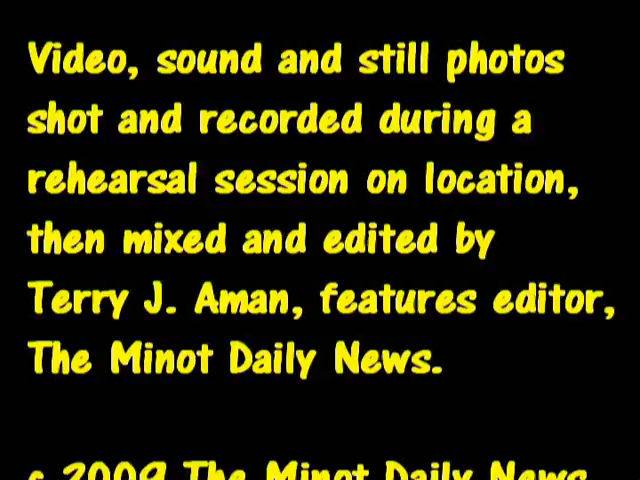 Video, sound and still photos
shot and recorded during a
rehearsal session on location,
then mixed and edited by
Terry J. Aman, features editor,
The Minot Daily News.
c 2009 The Minot Daily News